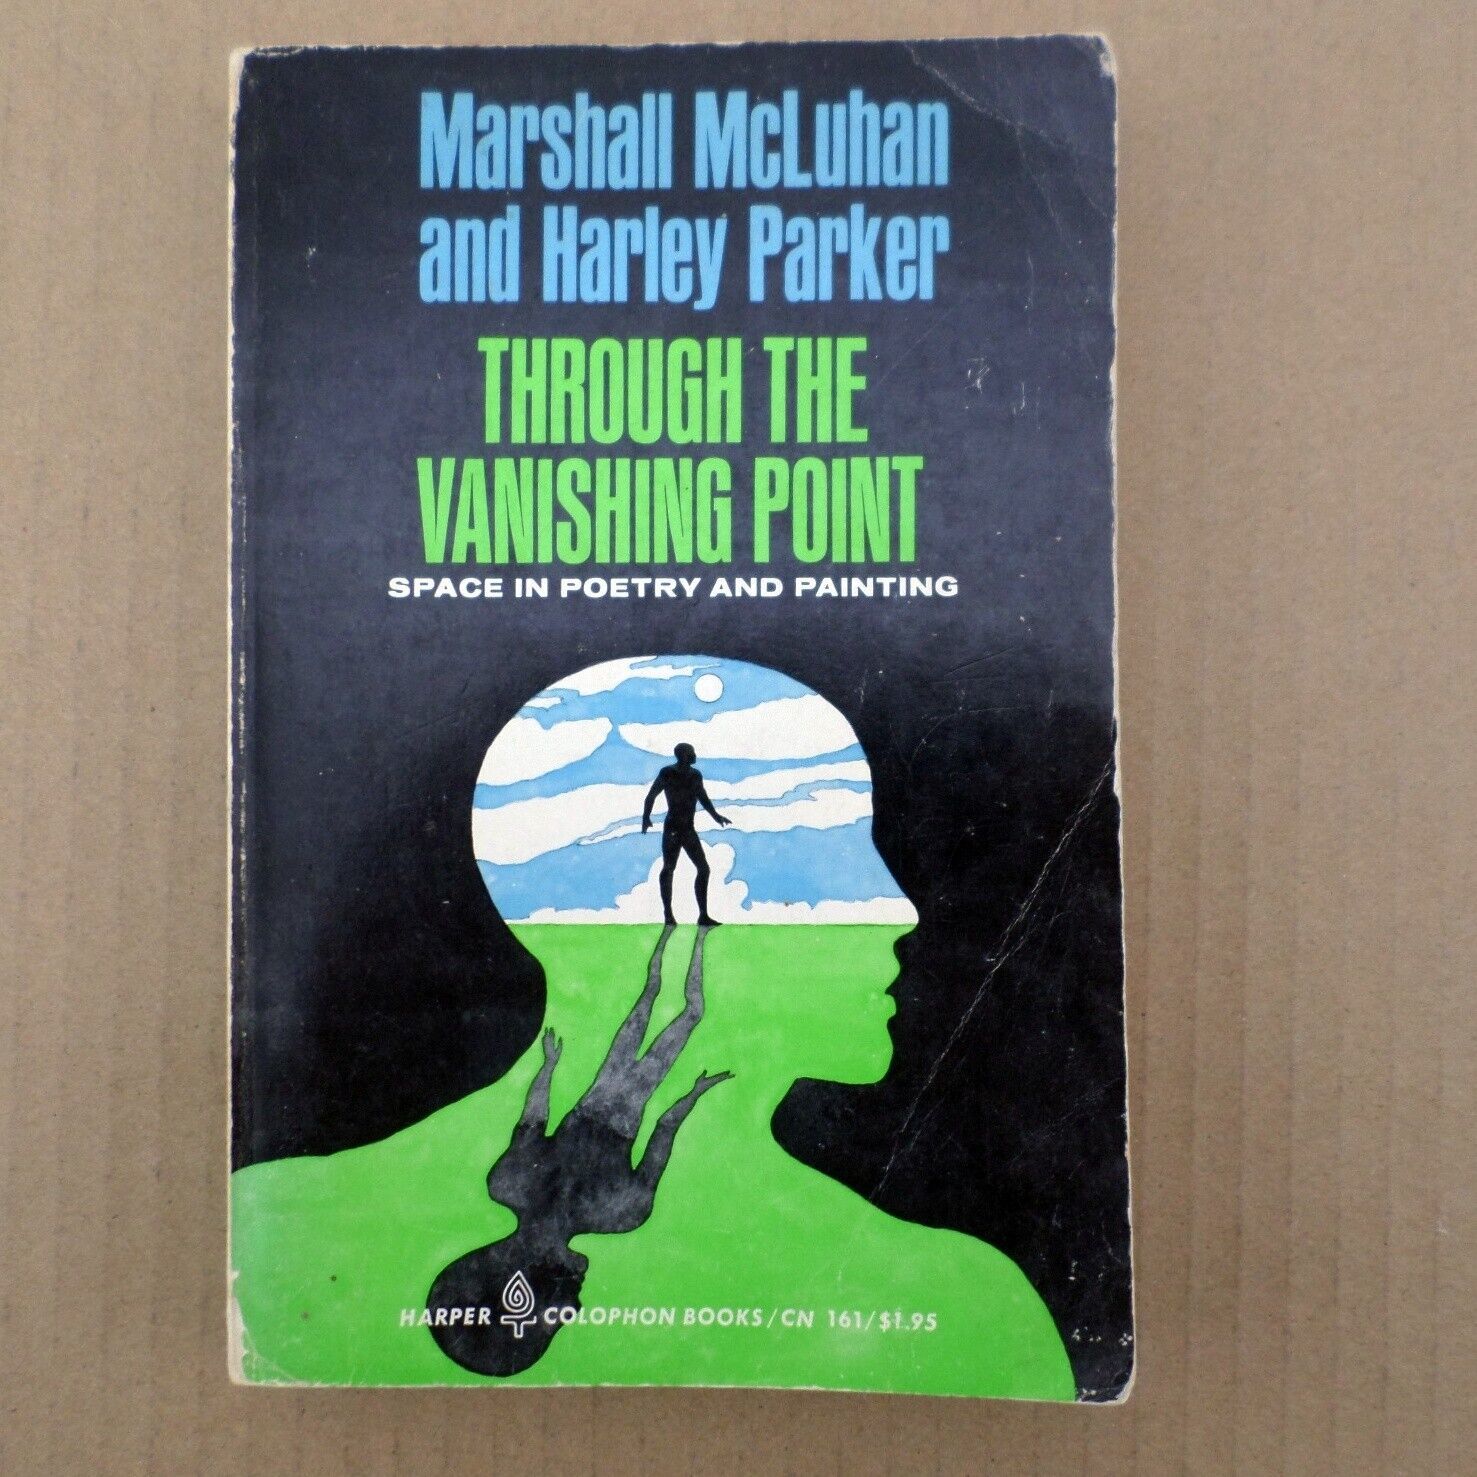 Marshall McLuhan
and Harley Parker
THROUGH THE
VANISHING POINT
SPACE IN POETRY AND PAINTING
HARPER COLOPHON BOOKS/CN 161/$1.95